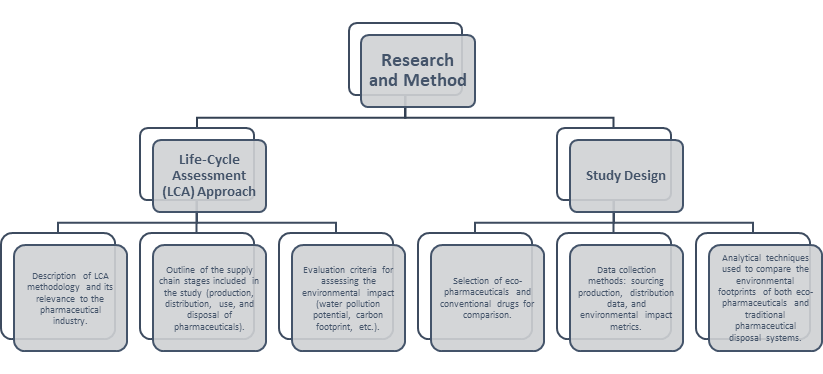 Research
and Method
Life-Cycle
Assessment
(LCA) Approach
Study Design
Description of LCA
methodology and its
relevance to the
pharmaceutical
industry.
Outline of the supply
chain stages included in
the study (production,
distribution, use, and
disposal of
pharmaceuticals).
Evaluation criteria for
assessing the
environmental impact
(water pollution
potential, carbon
footprint, etc.).
Selection of eco-
pharmaceuticals and
conventional drugs for
comparison.
Data collection
methods: sourcing
production, distribution
data, and
environmental impact
metrics.
Analytical techniques
used to compare the
environmental
footprints of both eco-
pharmaceuticals and
traditional
pharmaceutical
disposal systems.